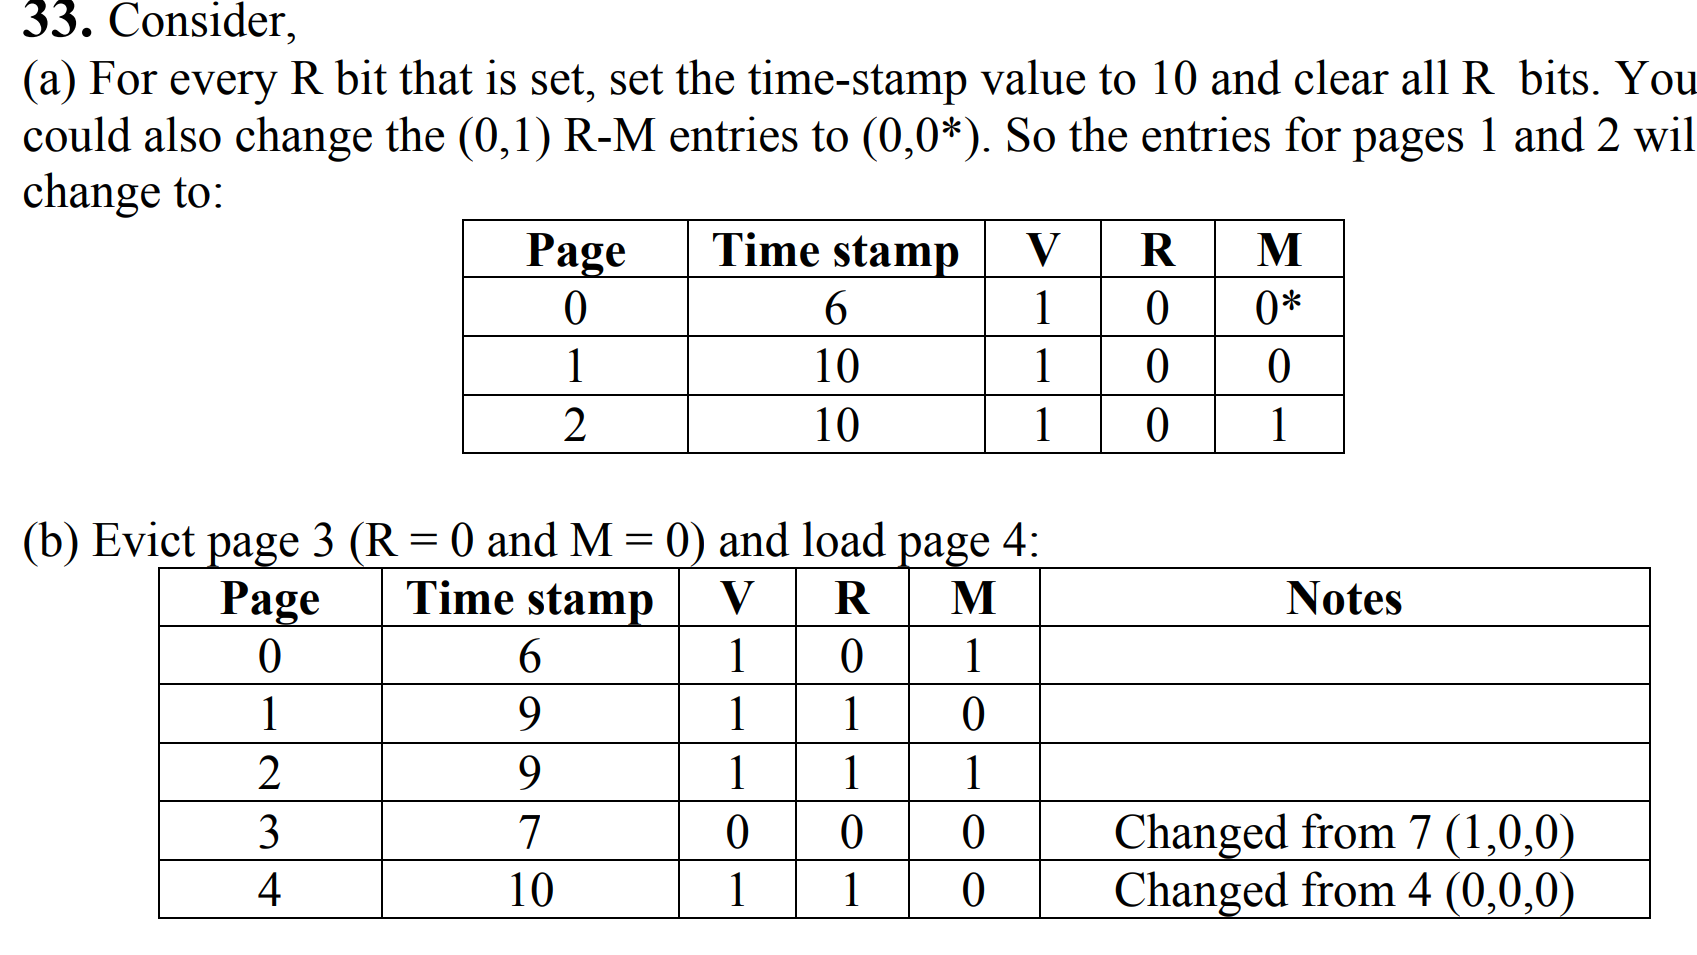 33. Consider,
(a) For every R bit that is set, set the time-stamp value to 10 and clear all R bits. You
could also change the (0,1) R-M entries to (0,0*). So the entries for pages 1 and 2 wil
change to:
Page Time stamp V R M
0 6 1 0 0*
1 10 1 0 0
2 10 1 0 1
(b) Evict page 3 (R = 0 and M = 0) and load page 4:
Page Time stamp V R M Notes
0 6 1 0 1
1 9 1 1 0
2 9 1 1 1
3 7 0 0 0 Changed from 7 (1,0,0)
4 10 1 1 0 Changed from 4 (0,0,0)